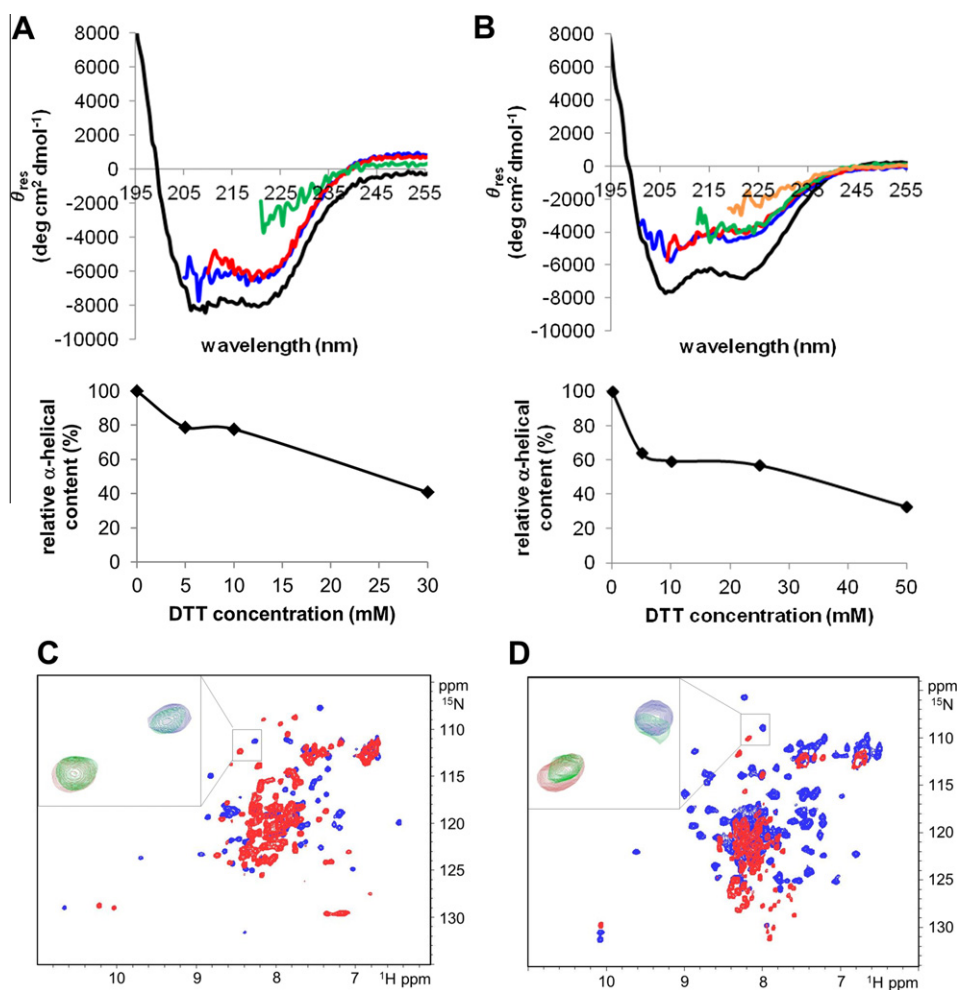 A
8000
6000
4000
2000
0
-2000
-4000
-6000
-8000
-10000
θres
(deg cm2 dmol-1)
195 205 215 225 235 245 255
wavelength (nm)
B
8000
6000
4000
2000
0
-2000
-4000
-6000
-8000
-10000
θres
(deg cm2 dmol-1)
195 205 215 225 235 245 255
wavelength (nm)
100
80
60
40
20
0
relative α-helical
content (%)
0 5 10 15 20 25 30
DTT concentration (mM)
100
80
60
40
20
0
relative α-helical
content (%)
0 10 20 30 40 50
DTT concentration (mM)
C
ppm
15N
110
115
120
125
130
10 9 8 7 1H ppm
D
ppm
15N
105
110
115
120
125
130
10 9 8 7 1H ppm